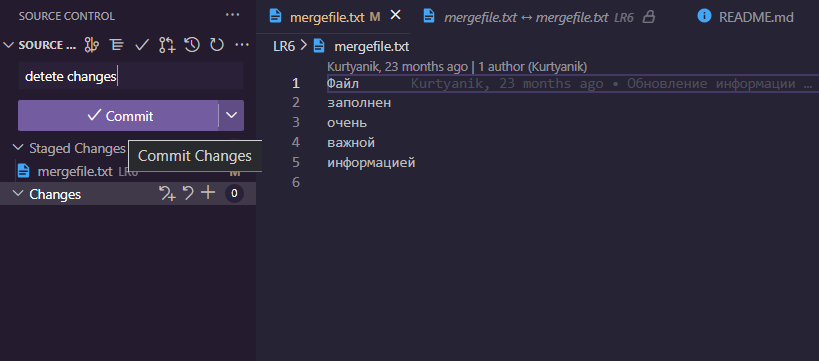 SOURCE CONTROL
SOURCE ...
detete changes
Commit
Staged Changes
Commit Changes
mergefile.txt LR6 M
Changes 0
mergefile.txt M
mergefile.txt ↔ mergefile.txt LR6
README.md
LR6 > mergefile.txt
Kurtyanik, 23 months ago | 1 author (Kurtyanik)
1 Файл Kurtyanik, 23 months ago • Обновление информации …
2 заполнен
3 очень
4 важной
5 информацией
6